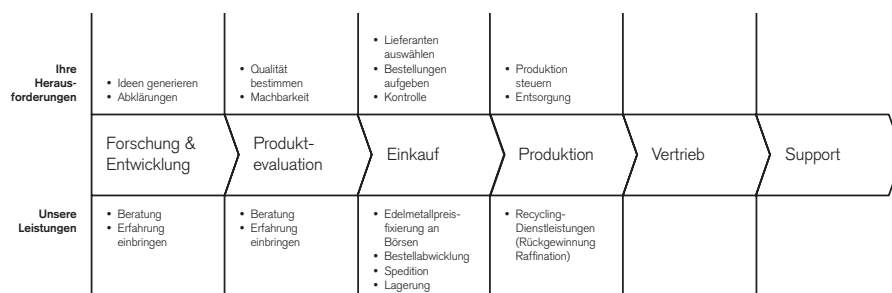 Ihre
Heraus-
forderungen
• Ideen generieren
• Abklärungen
• Qualität
bestimmen
• Machbarkeit
• Lieferanten
auswählen
• Bestellungen
aufgeben
• Kontrolle
• Produktion
steuern
• Entsorgung
Forschung &
Entwicklung
Produkt-
evaluation
Einkauf
Produktion
Vertrieb
Support
Unsere
Leistungen
• Beratung
• Erfahrung
einbringen
• Beratung
• Erfahrung
einbringen
• Edelmetallpreis-
fixierung an
Börsen
• Bestellabwicklung
• Spedition
• Lagerung
• Recycling-
Dienstleistungen
(Rückgewinnung
Raffination)